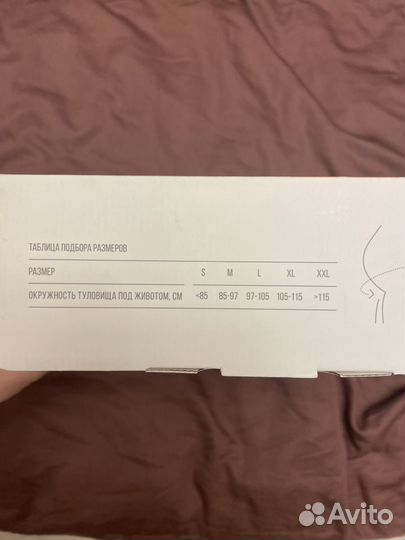 ТАБЛИЦА ПОДБОРА РАЗМЕРОВ
РАЗМЕР S M L XL XXL
ОКРУЖНОСТЬ ТУЛОВИЩА ПОД ЖИВОТОМ, СМ <85 85-97 97-105 105-115 >115
Avito